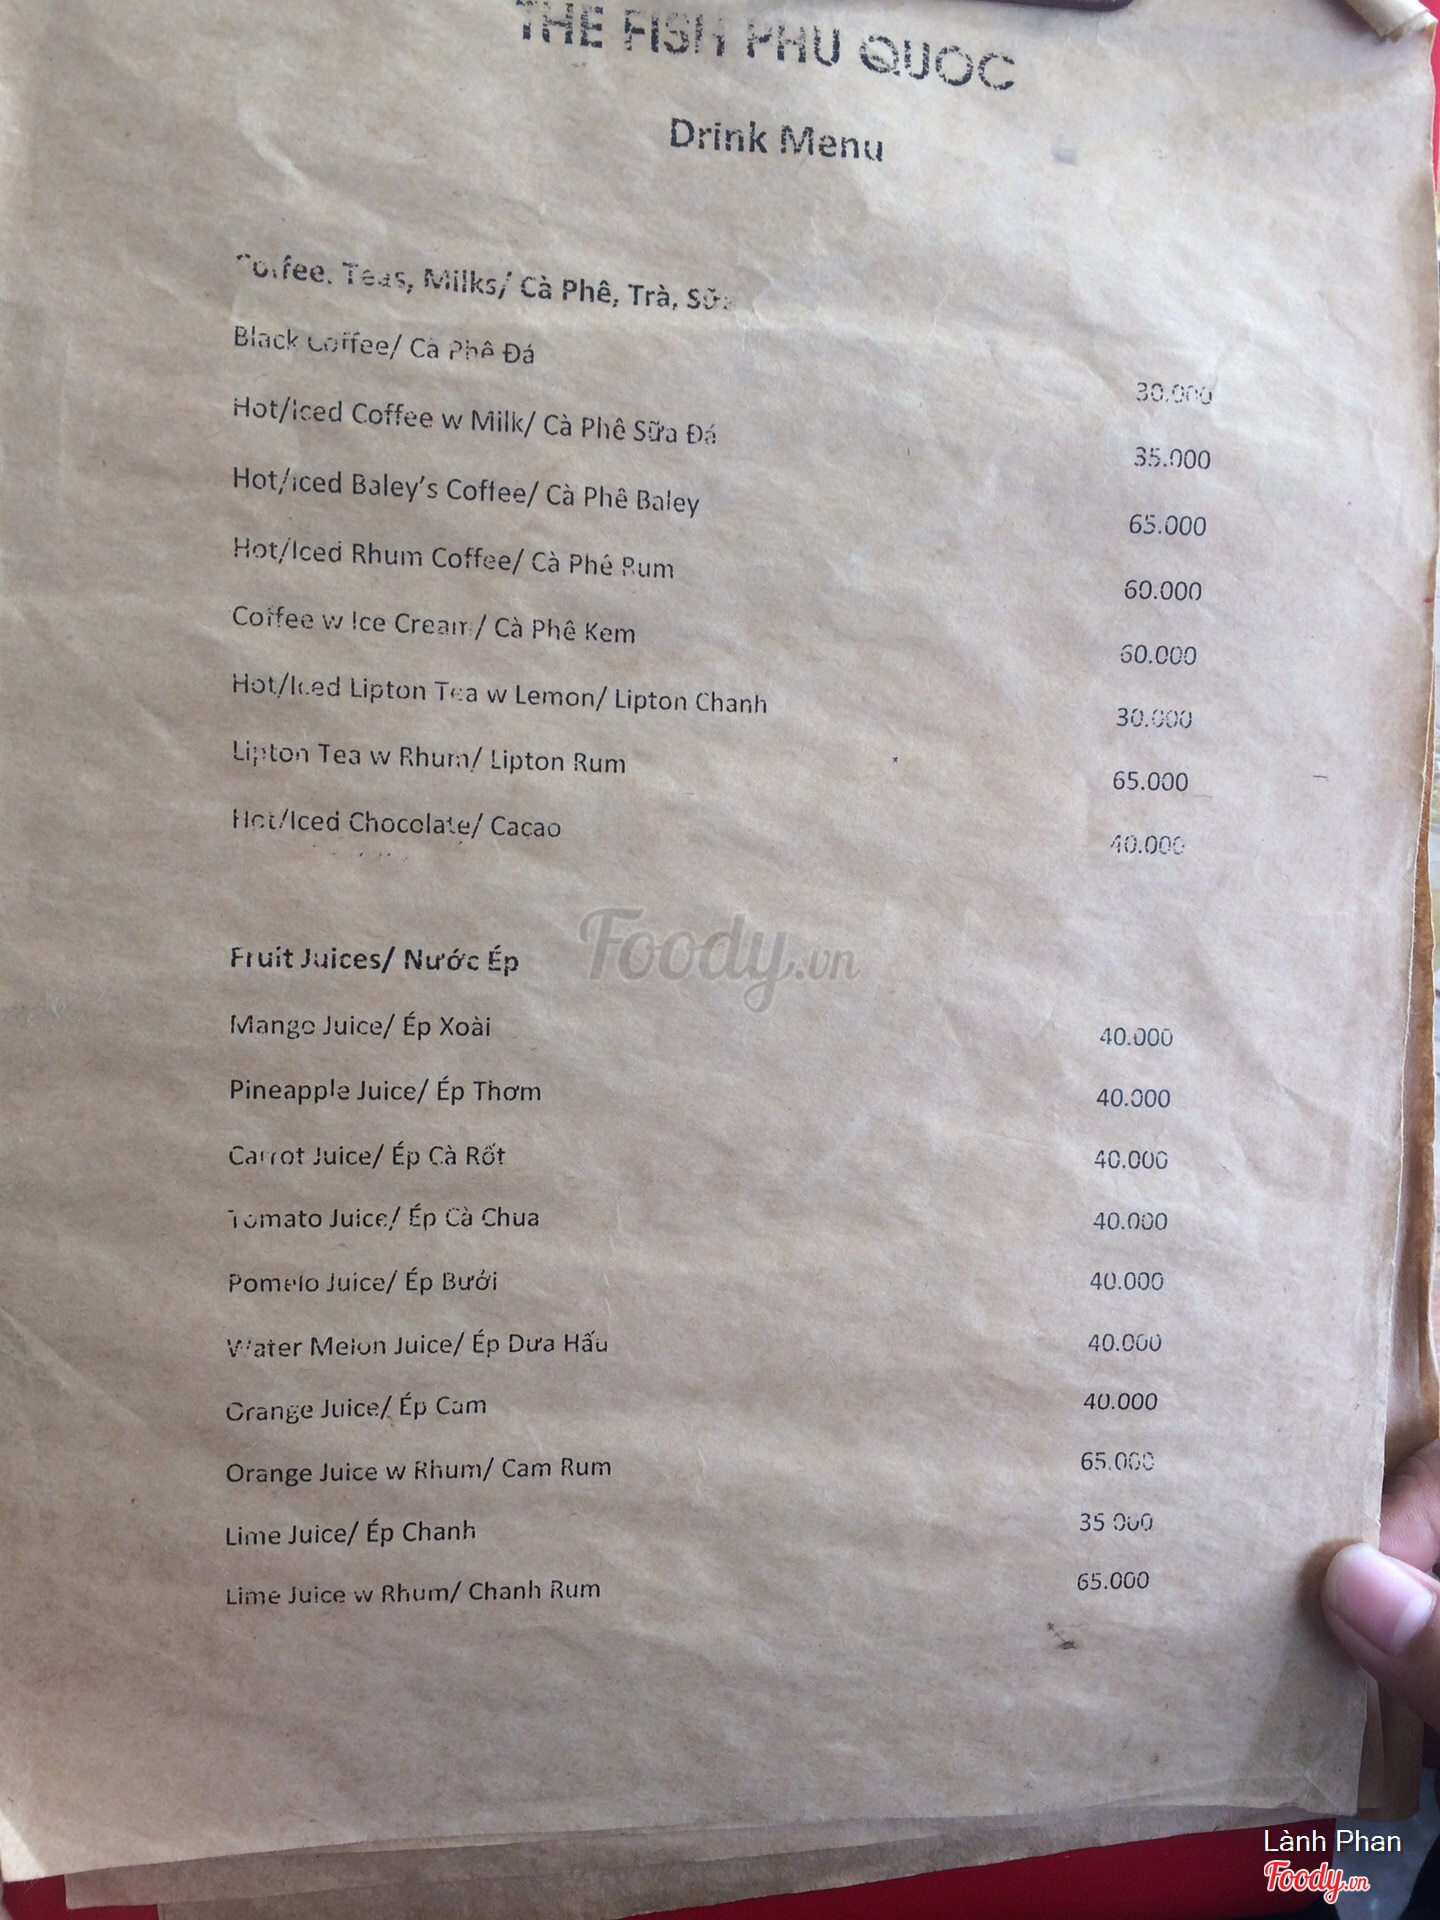 THE FISH PHU QUOC
Drink Menu
Coffee, Teas, Milks/ Cà Phê, Trà, Sữa
Black Coffee/ Cà Phê Đá 30.000
Hot/Iced Coffee w Milk/ Cà Phê Sữa Đá 35.000
Hot/Iced Baley's Coffee/ Cà Phê Baley 65.000
Hot/Iced Rhum Coffee/ Cà Phê Rum 60.000
Coffee w Ice Cream/ Cà Phê Kem 60.000
Hot/Iced Lipton Tea w Lemon/ Lipton Chanh 30.000
Lipton Tea w Rhum/ Lipton Rum 65.000
Hot/Iced Chocolate/ Cacao 40.000
Foody.vn
Fruit Juices/ Nước Ép
Mango Juice/ Ép Xoài 40.000
Pineapple Juice/ Ép Thơm 40.000
Carrot Juice/ Ép Cà Rốt 40.000
Tomato Juice/ Ép Cà Chua 40.000
Pomelo Juice/ Ép Bưởi 40.000
Water Melon Juice/ Ép Dưa Hấu 40.000
Orange Juice/ Ép Cam 40.000
Orange Juice w Rhum/ Cam Rum 65.000
Lime Juice/ Ép Chanh 35 000
Lime Juice w Rhum/ Chanh Rum 65.000
Lành Phan
Foody.vn